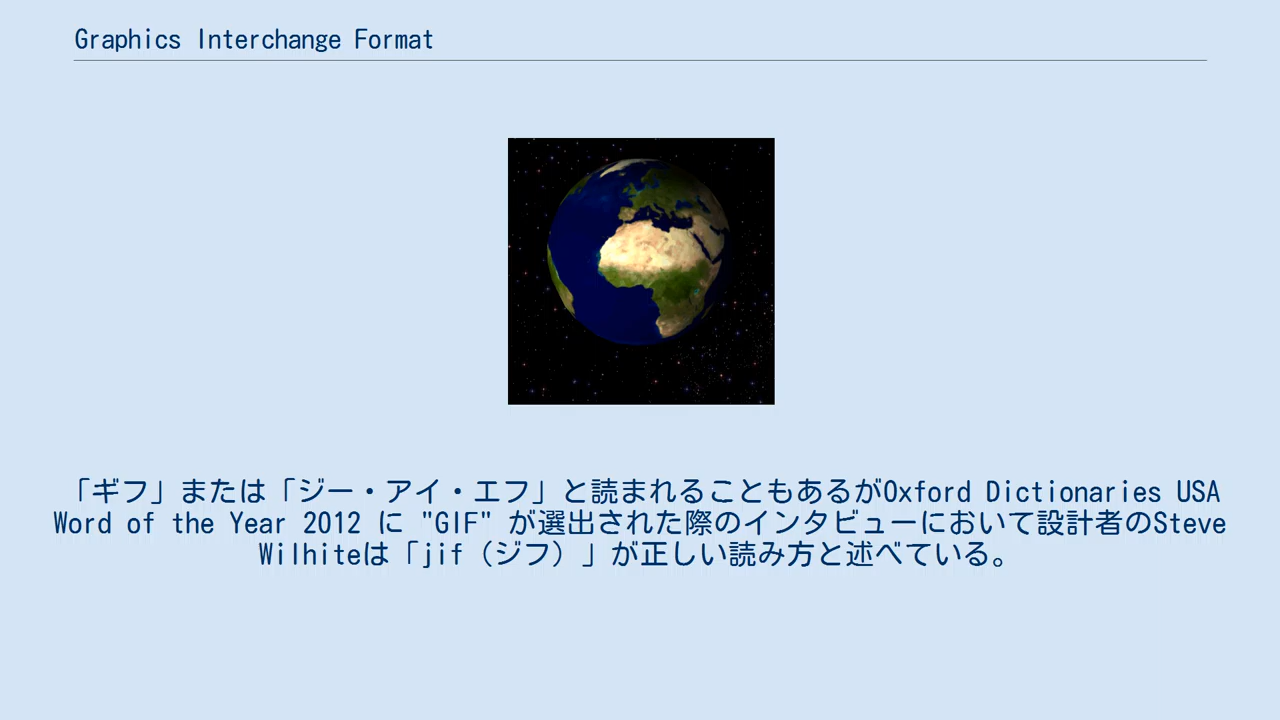 Graphics Interchange Format
「ギフ」または「ジー・アイ・エフ」と読まれることもあるがOxford Dictionaries USA
Word of the Year 2012 に "GIF" が選出された際のインタビューにおいて設計者のSteve
Wilhiteは「jif（ジフ）」が正しい読み方と述べている。